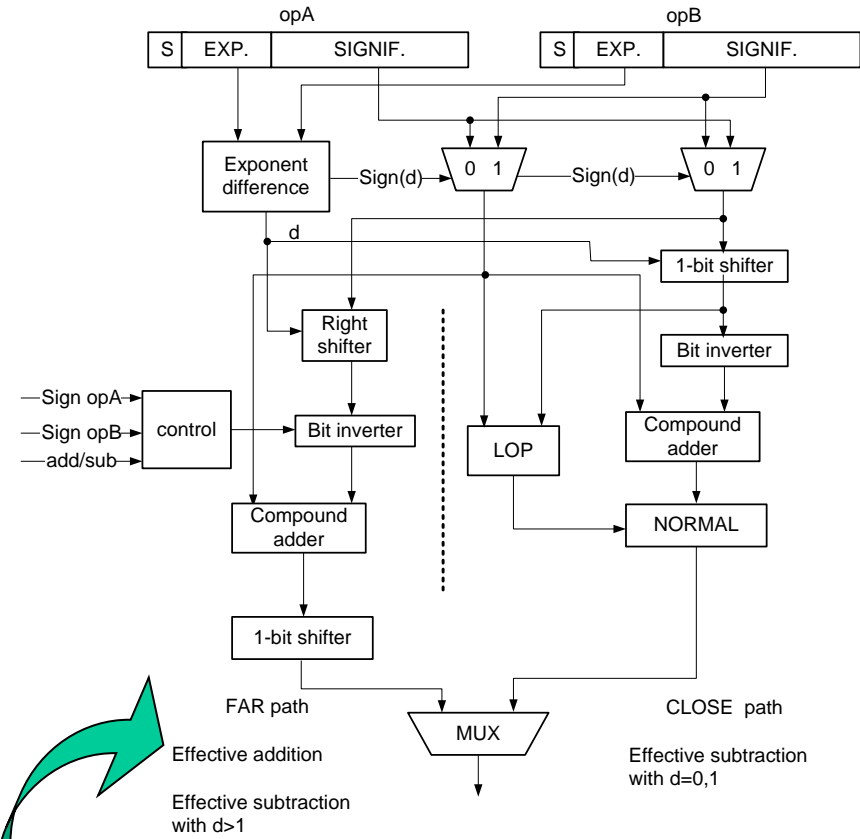 opA
opB
S EXP. SIGNIF.
S EXP. SIGNIF.
Exponent
difference
Sign(d)
0 1
Sign(d)
0 1
d
1-bit shifter
Right
shifter
Bit inverter
Sign opA
Sign opB
add/sub
control
Bit inverter
LOP
Compound
adder
Compound
adder
NORMAL
1-bit shifter
FAR path
CLOSE path
MUX
Effective addition
Effective subtraction
with d>1
Effective subtraction
with d=0,1